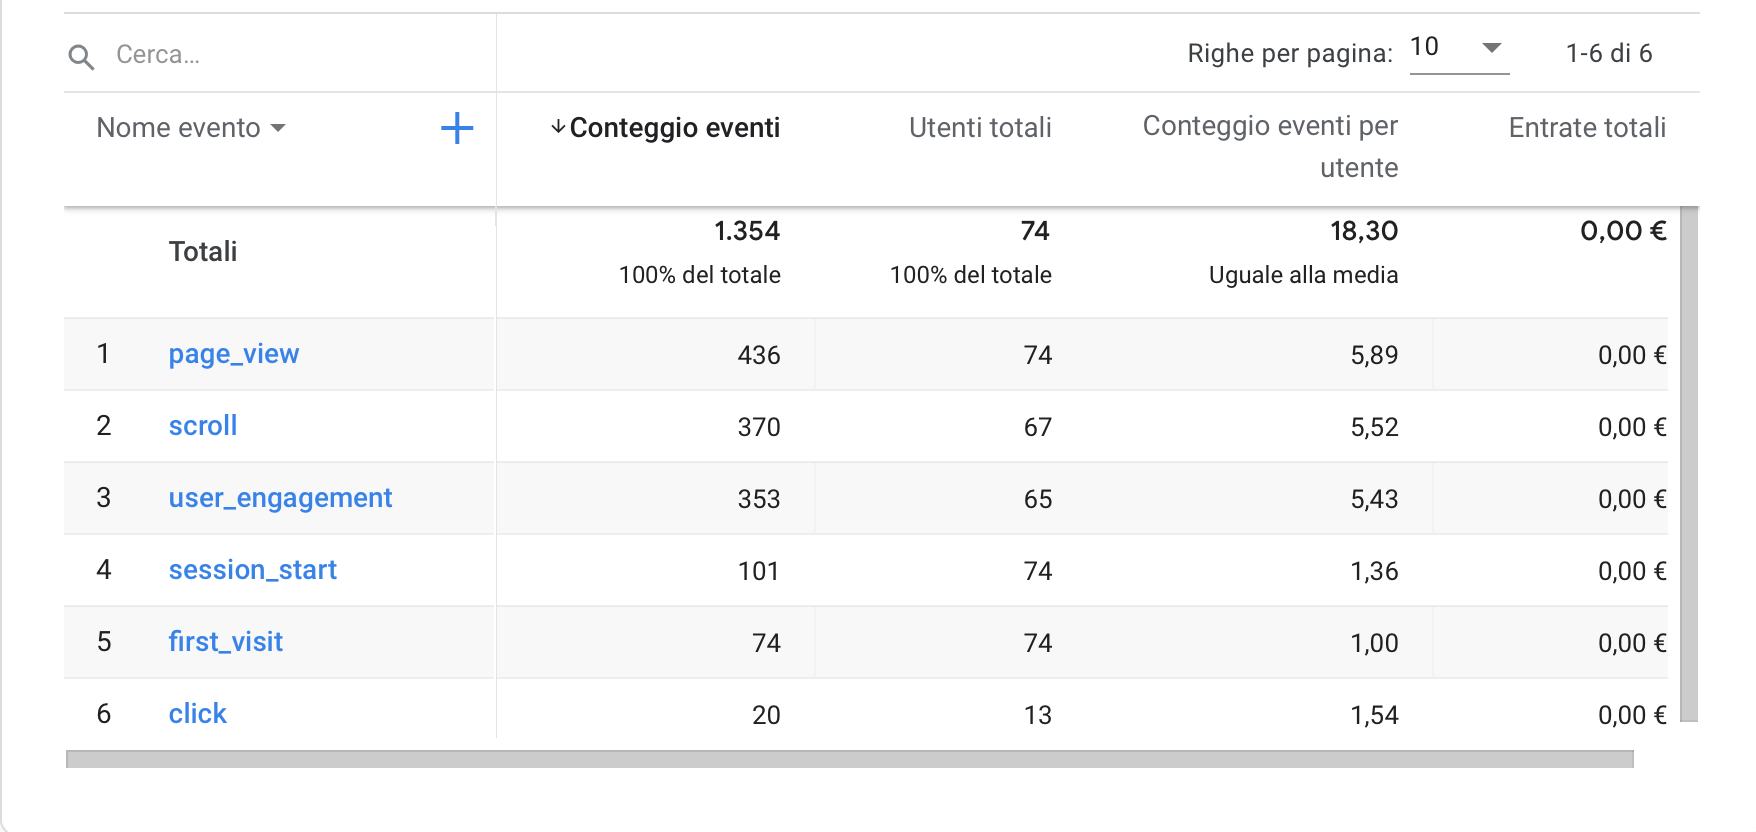 Cerca...
Righe per pagina: 10 1-6 di 6
Nome evento + ↓Conteggio eventi Utenti totali Conteggio eventi per utente Entrate totali
Totali 1.354 74 18,30 0,00 €
100% del totale 100% del totale Uguale alla media
1 page_view 436 74 5,89 0,00 €
2 scroll 370 67 5,52 0,00 €
3 user_engagement 353 65 5,43 0,00 €
4 session_start 101 74 1,36 0,00 €
5 first_visit 74 74 1,00 0,00 €
6 click 20 13 1,54 0,00 €